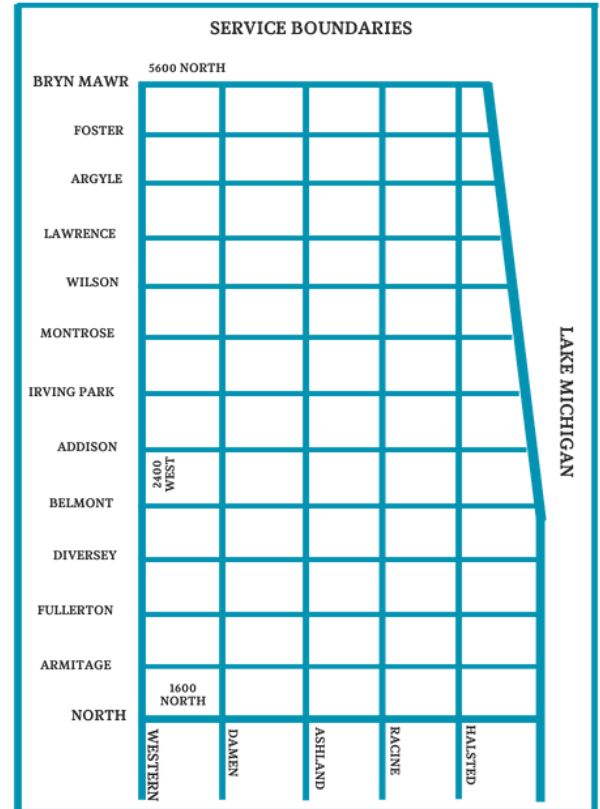 SERVICE BOUNDARIES
5600 NORTH
BRYN MAWR
FOSTER
ARGYLE
LAWRENCE
WILSON
MONTROSE
IRVING PARK
ADDISON
2400
WEST
BELMONT
DIVERSEY
FULLERTON
ARMITAGE
1600
NORTH
NORTH
WESTERN
DAMEN
ASHLAND
RACINE
HALSTED
LAKE MICHIGAN